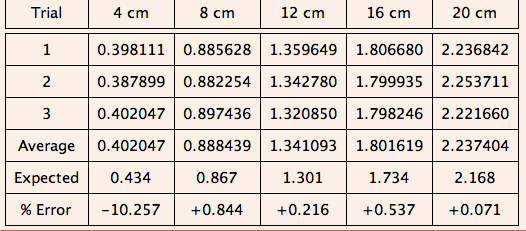 Trial 4 cm 8 cm 12 cm 16 cm 20 cm
1 0.398111 0.885628 1.359649 1.806680 2.236842
2 0.387899 0.882254 1.342780 1.799935 2.253711
3 0.402047 0.897436 1.320850 1.798246 2.221660
Average 0.402047 0.888439 1.341093 1.801619 2.237404
Expected 0.434 0.867 1.301 1.734 2.168
% Error −10.257 +0.844 +0.216 +0.537 +0.071